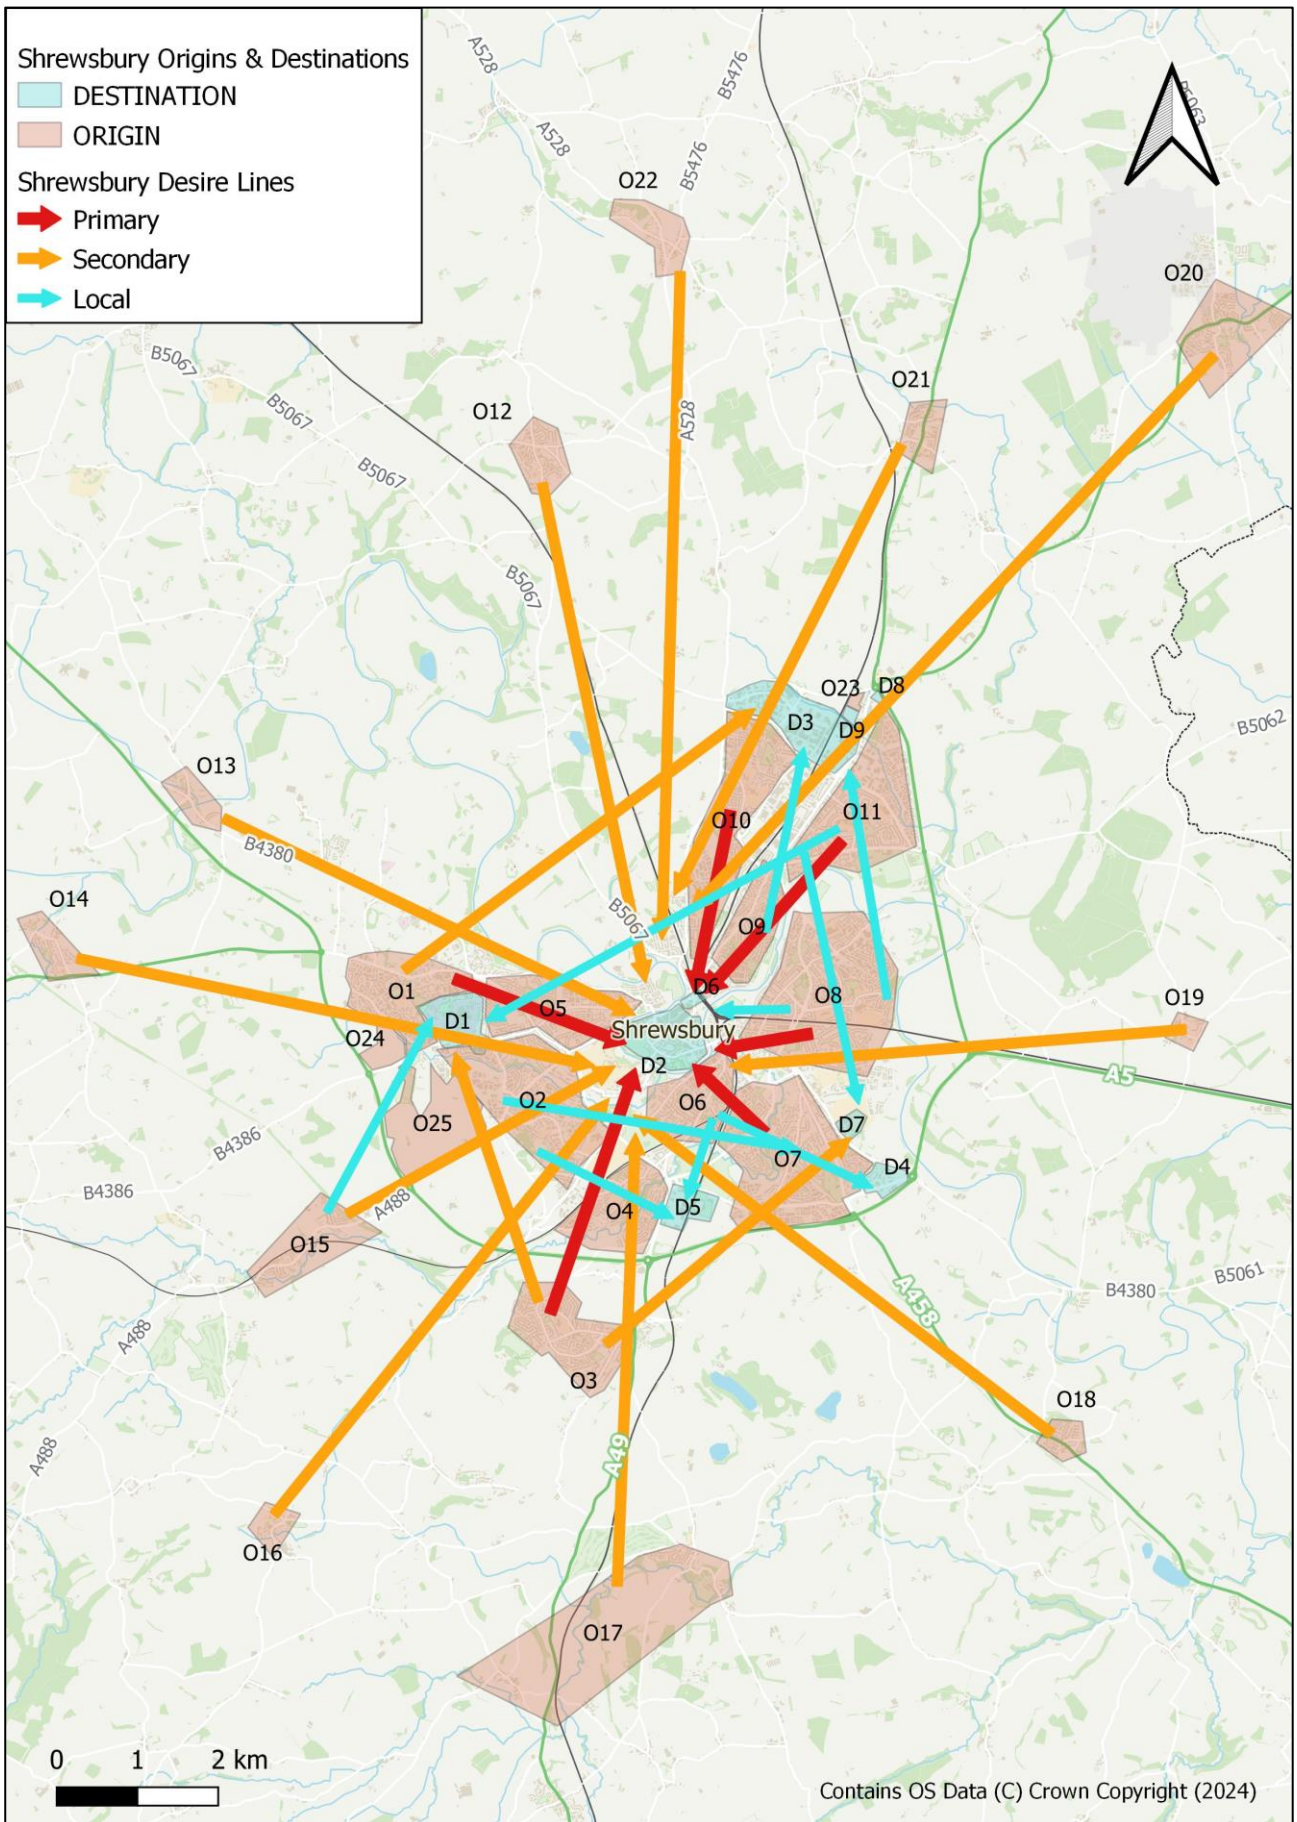 Shrewsbury Origins & Destinations
DESTINATION
ORIGIN
Shrewsbury Desire Lines
Primary
Secondary
Local
A528
B5476
B5063
A528
B5476
O22
O20
B5067
O21
B5067
O12
A528
B5067
B5067
D8
O23
D3
D9
B5062
O13
O11
O10
B4380
O14
B5067
O9
D6
O1
O8
O19
O5
D1
Shrewsbury
O24
D2
A5
O2
O6
O25
D7
B4386
O7
D4
B4386
A488
O4
D5
O15
B5061
B4380
A458
A488
O3
O18
A49
A488
O16
O17
0 1 2 km
Contains OS Data (C) Crown Copyright (2024)